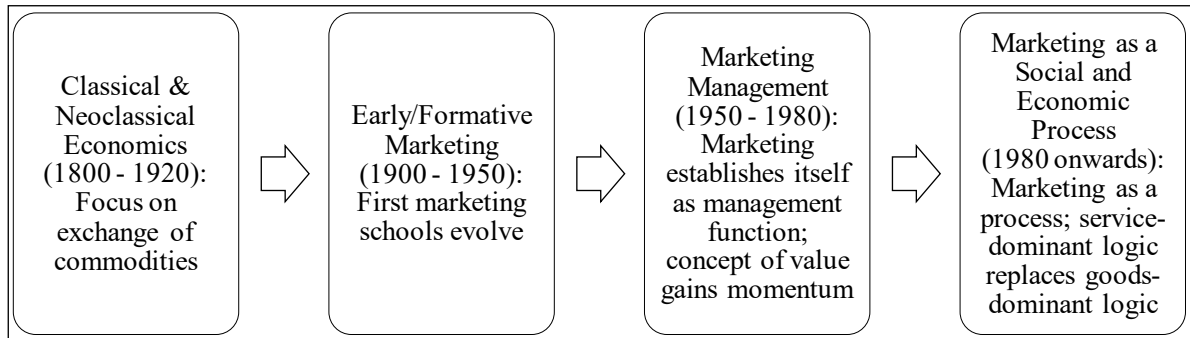 Classical &
Neoclassical
Economics
(1800 - 1920):
Focus on
exchange of
commodities
Early/Formative
Marketing
(1900 - 1950):
First marketing
schools evolve
Marketing
Management
(1950 - 1980):
Marketing
establishes itself
as management
function;
concept of value
gains momentum
Marketing as a
Social and
Economic
Process
(1980 onwards):
Marketing as a
process; service-
dominant logic
replaces goods-
dominant logic